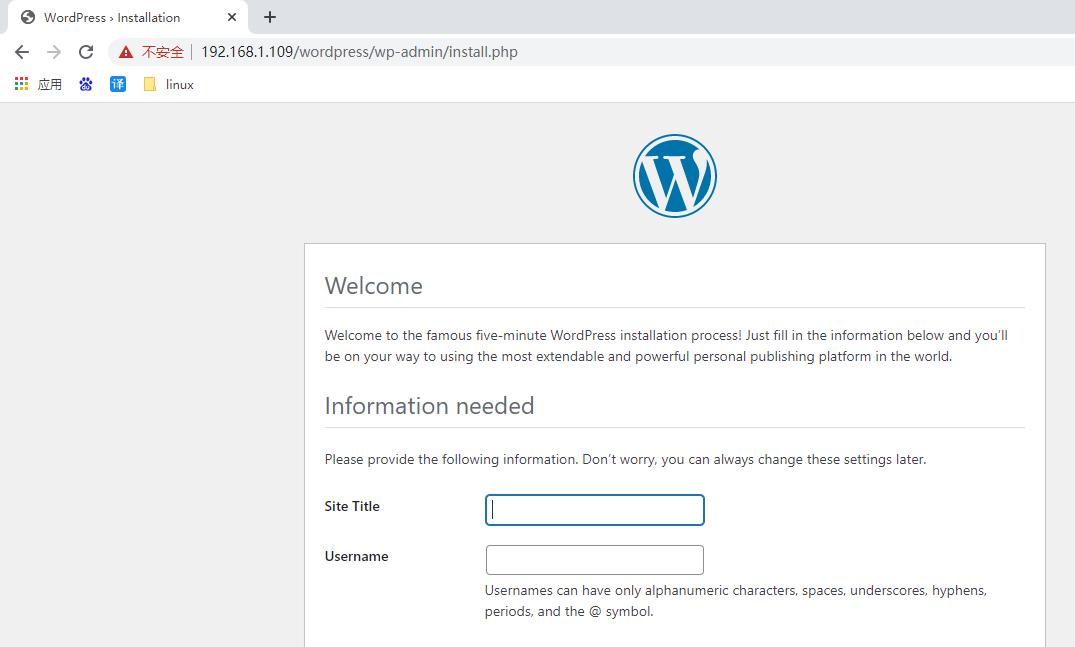 WordPress › Installation
不安全 192.168.1.109/wordpress/wp-admin/install.php
应用 du 译 linux
W
Welcome
Welcome to the famous five-minute WordPress installation process! Just fill in the information below and you’ll
be on your way to using the most extendable and powerful personal publishing platform in the world.
Information needed
Please provide the following information. Don’t worry, you can always change these settings later.
Site Title
Username
Usernames can have only alphanumeric characters, spaces, underscores, hyphens,
periods, and the @ symbol.